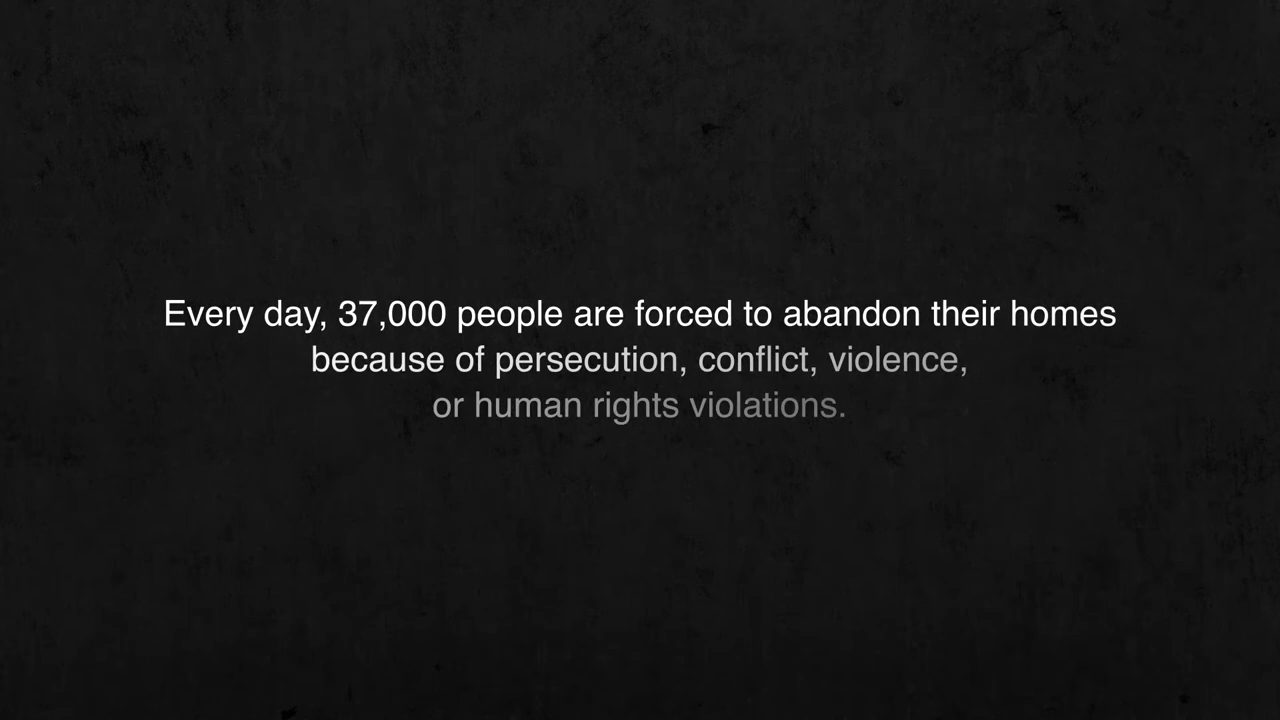 Every day, 37,000 people are forced to abandon their homes
because of persecution, conflict, violence,
or human rights violations.